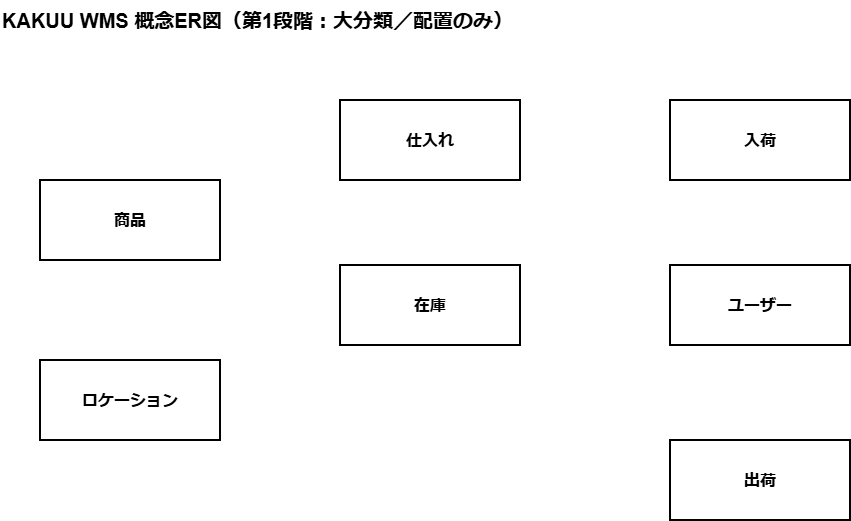 KAKUU WMS 概念ER図（第1段階：大分類／配置のみ）
仕入れ
入荷
商品
在庫
ユーザー
ロケーション
出荷